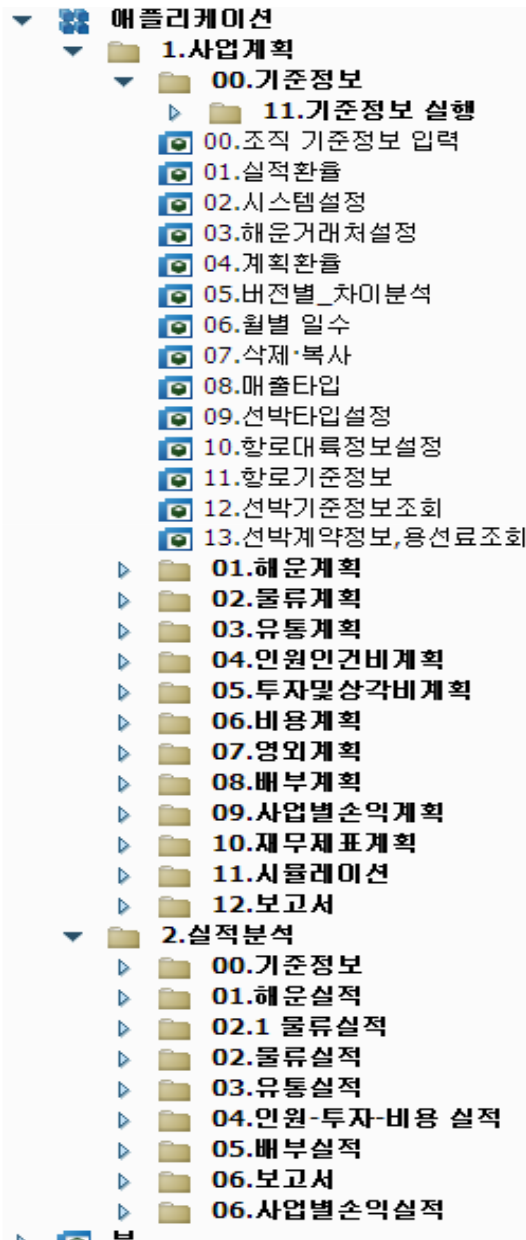 애플리케이션
1.사업계획
00.기준정보
11.기준정보 실행
00.조직 기준정보 입력
01.실적환율
02.시스템설정
03.해운거래처설정
04.계획환율
05.버전별_차이분석
06.월별 일수
07.삭제·복사
08.매출타입
09.선박타입설정
10.항로대륙정보설정
11.항로기준정보
12.선박기준정보조회
13.선박계약정보,용선료조회
01.해운계획
02.물류계획
03.유통계획
04.인원인건비계획
05.투자및상각비계획
06.비용계획
07.영외계획
08.배부계획
09.사업별손익계획
10.재무제표계획
11.시뮬레이션
12.보고서
2.실적분석
00.기준정보
01.해운실적
02.1 물류실적
02.물류실적
03.유통실적
04.인원-투자-비용 실적
05.배부실적
06.보고서
06.사업별손익실적